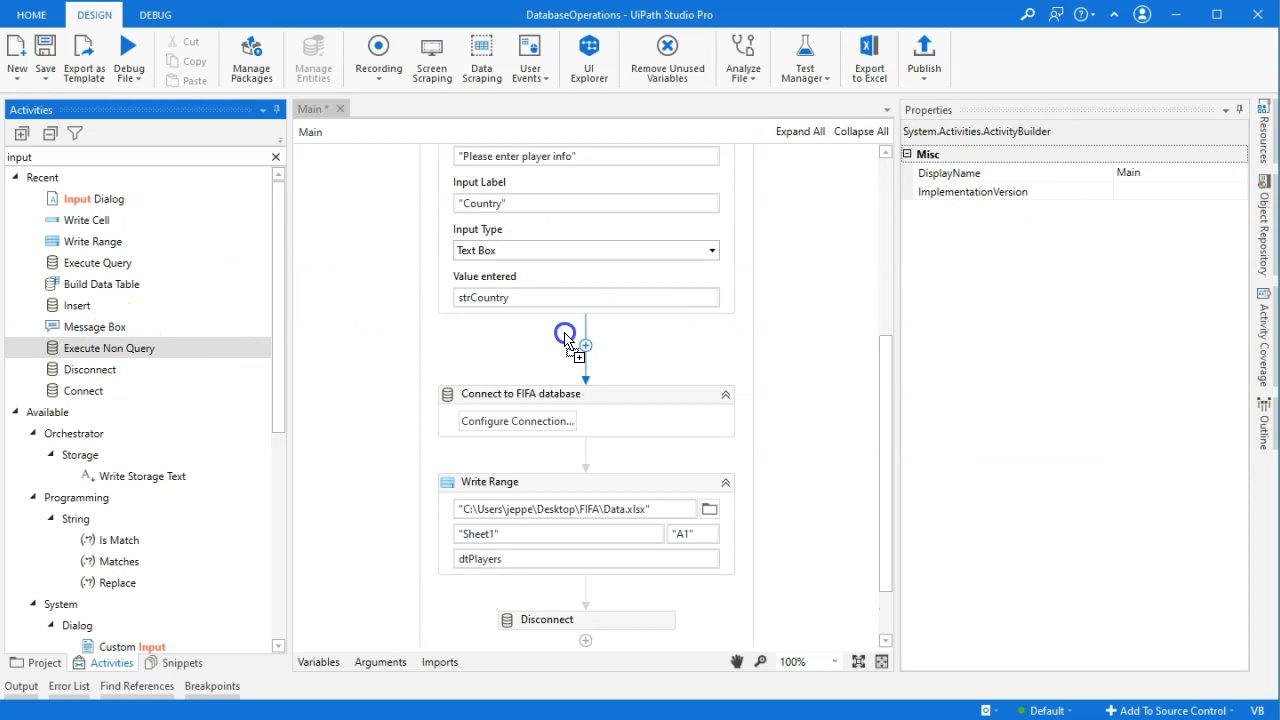 HOME
DESIGN
DEBUG
DatabaseOperations - UiPath Studio Pro
New
Save
Export as Template
Debug File
Cut
Copy
Paste
Manage Packages
Manage Entities
Recording
Screen Scraping
Data Scraping
User Events
UI Explorer
Remove Unused Variables
Analyze File
Test Manager
Export to Excel
Publish
Activities
input
Recent
Input Dialog
Write Cell
Write Range
Execute Query
Build Data Table
Insert
Message Box
Execute Non Query
Disconnect
Connect
Available
Orchestrator
Storage
Write Storage Text
Programming
String
Is Match
Matches
Replace
System
Dialog
Custom Input
Project
Activities
Snippets
Main *
Main
Expand All
Collapse All
"Please enter player info"
Input Label
"Country"
Input Type
Text Box
Value entered
strCountry
Connect to FIFA database
Configure Connection...
Write Range
"C:\Users\jeppe\Desktop\FIFA\Data.xlsx"
"Sheet1"
"A1"
dtPlayers
Disconnect
Variables
Arguments
Imports
100%
Properties
System.Activities.ActivityBuilder
Misc
DisplayName
Main
ImplementationVersion
Resources
Object Repository
Activity Coverage
Outline
Output
Error List
Find References
Breakpoints
Default
Add To Source Control
VB